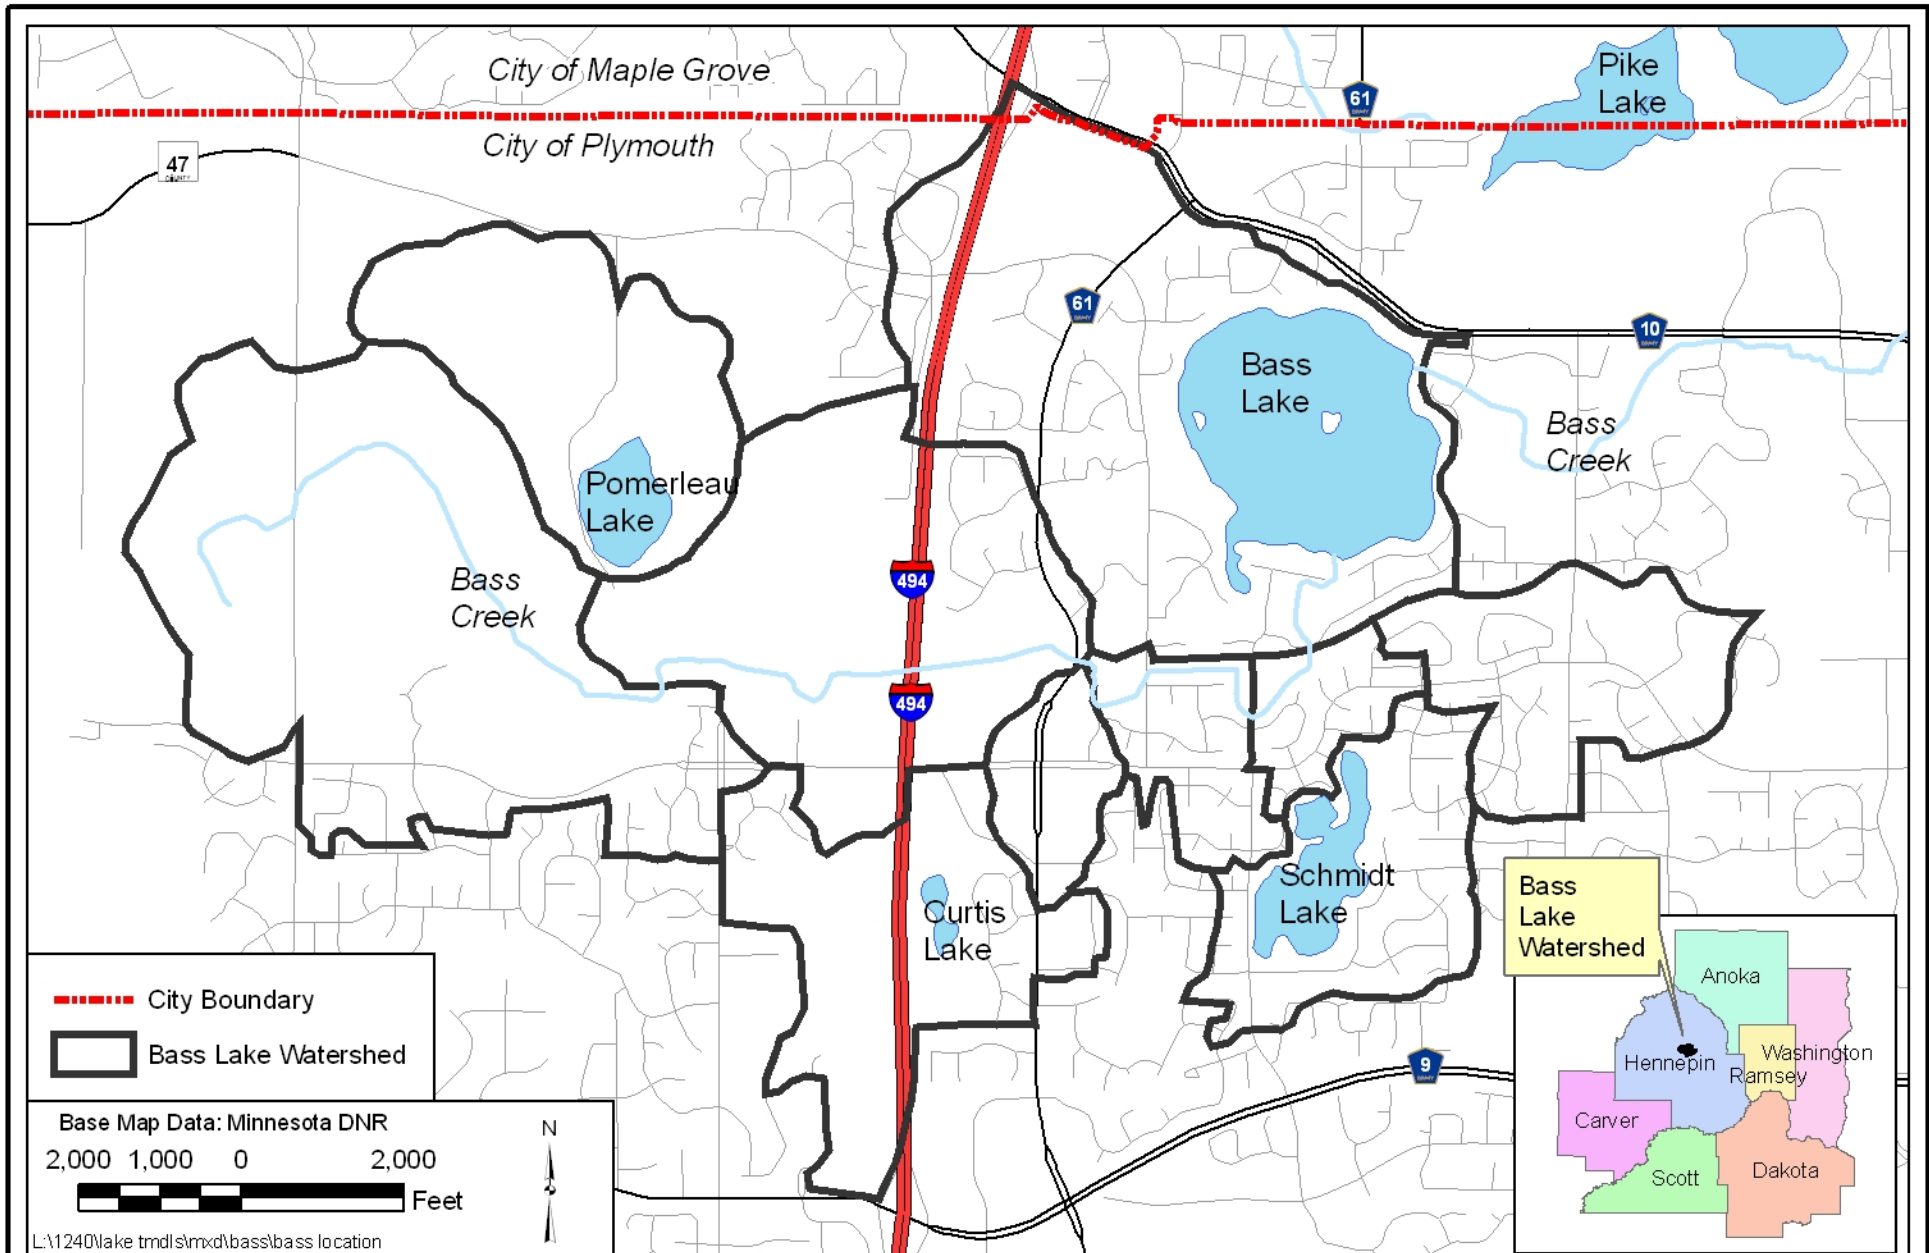 City of Maple Grove
City of Plymouth
47
COUNTY
61
Pike
Lake
61
10
Bass
Lake
Bass
Creek
Pomerleau
Lake
Bass
Creek
494
494
Schmidt
Lake
Curtis
Lake
9
Bass
Lake
Watershed
Anoka
Washington
Hennepin
Ramsey
Carver
Scott
Dakota
City Boundary
Bass Lake Watershed
Base Map Data: Minnesota DNR
2,000 1,000 0 2,000
Feet
N
L:\1240\lake tmdls\mxd\bass\bass location